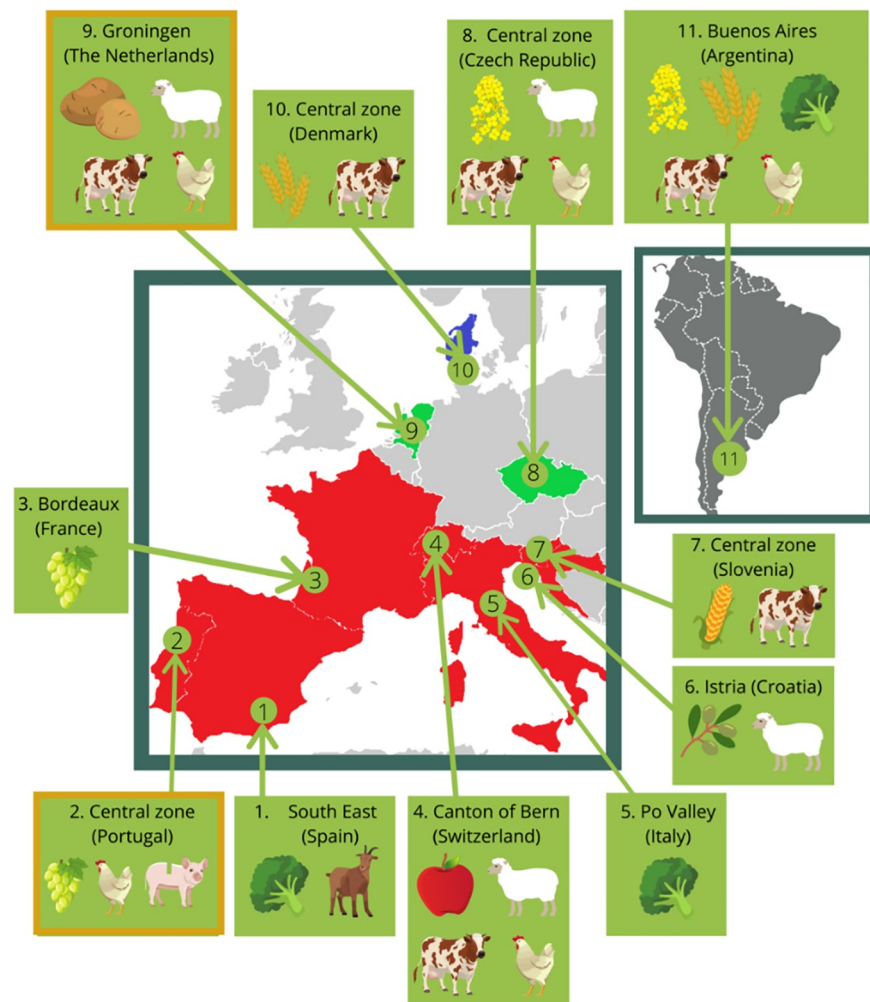 9. Groningen
(The Netherlands)
10. Central zone
(Denmark)
8. Central zone
(Czech Republic)
11. Buenos Aires
(Argentina)
10
9
8
11
3. Bordeaux
(France)
4
7
3
6
5
2
1
7. Central zone
(Slovenia)
6. Istria (Croatia)
2. Central zone
(Portugal)
1. South East
(Spain)
4. Canton of Bern
(Switzerland)
5. Po Valley
(Italy)